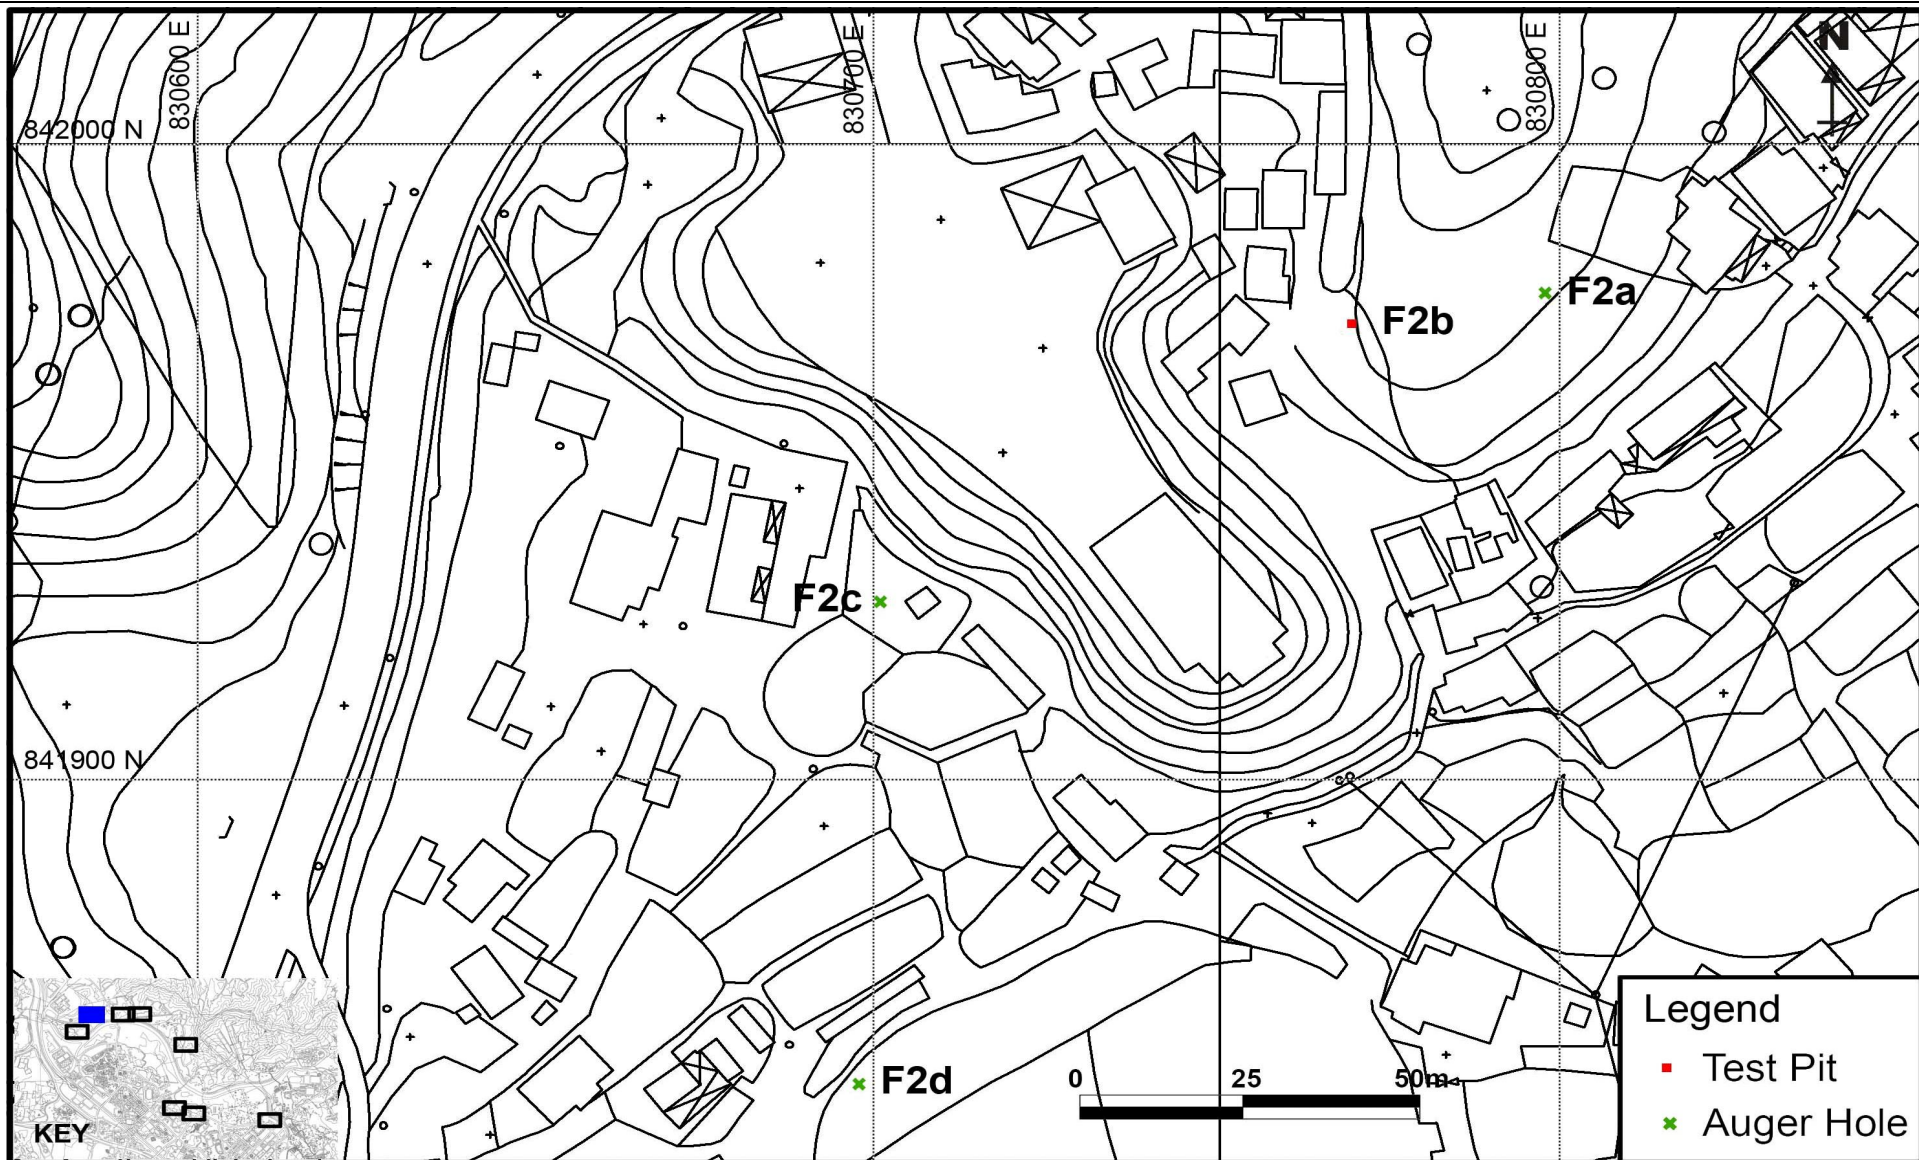 830600 E
830700 E
830800 E
N
842000 N
F2a
F2b
F2c
841900 N
Legend
Test Pit
Auger Hole
F2d
0 25 50m
KEY